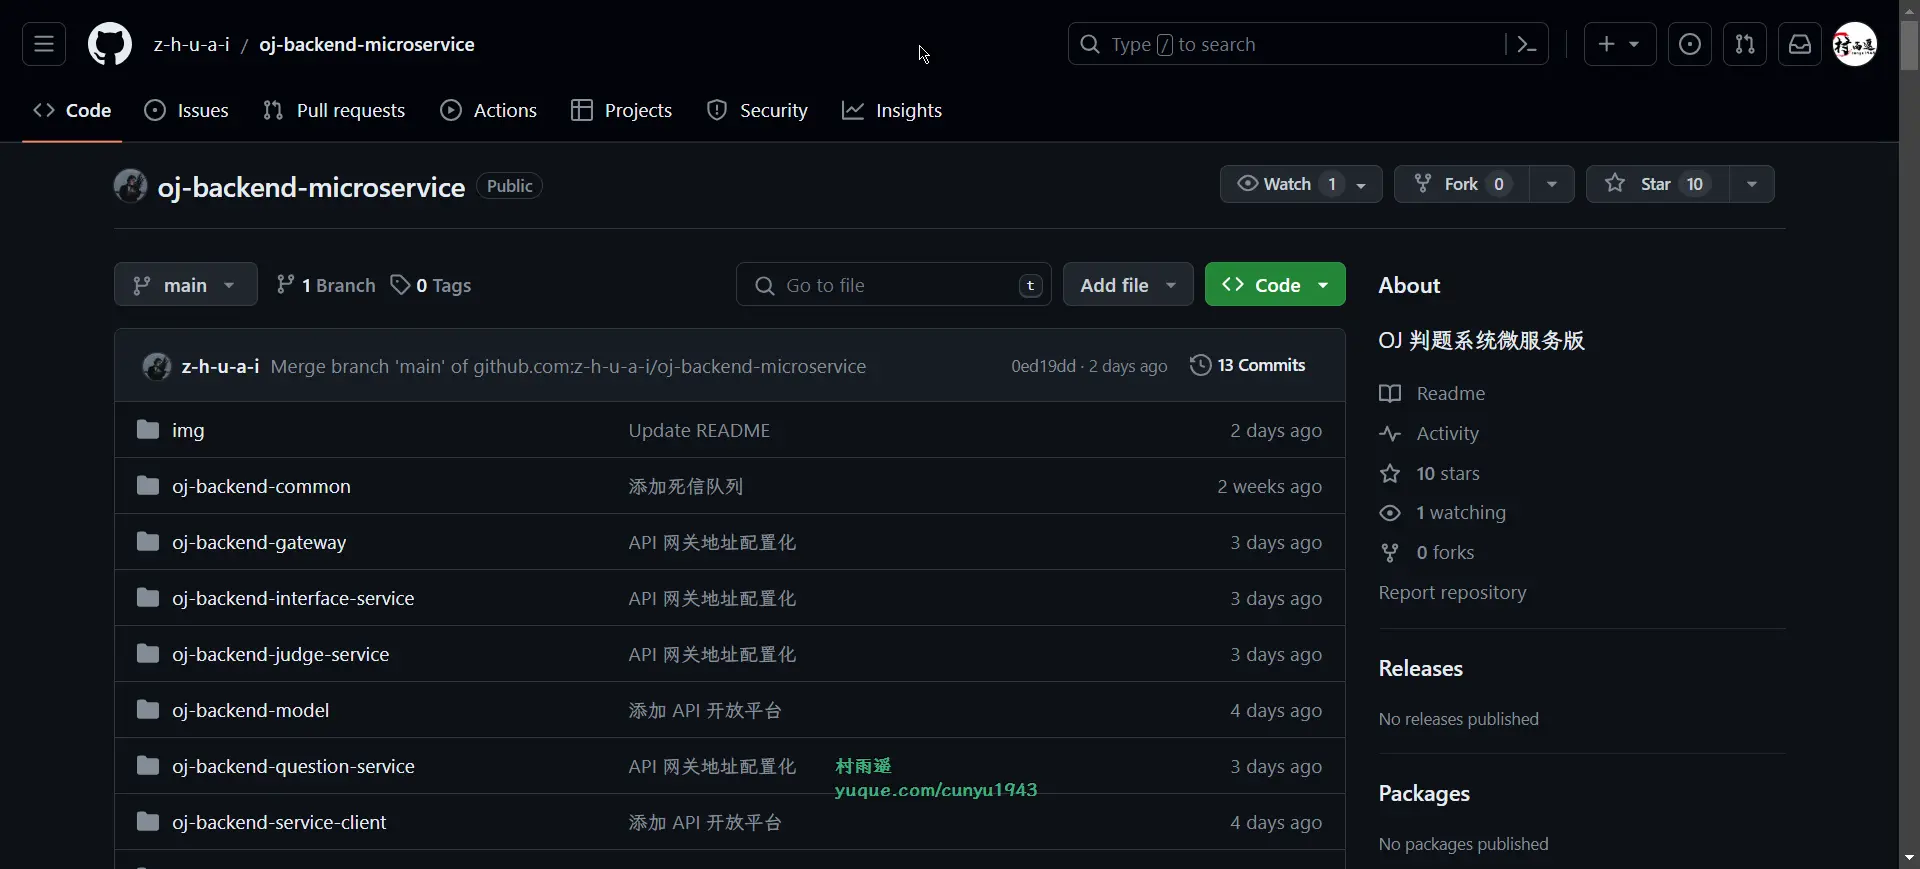 z-h-u-a-i / oj-backend-microservice
Type / to search
Code Issues Pull requests Actions Projects Security Insights
oj-backend-microservice Public
Watch 1 Fork 0 Star 10
main 1 Branch 0 Tags Go to file t Add file Code
About
OJ 判题系统微服务版
z-h-u-a-i Merge branch 'main' of github.com:z-h-u-a-i/oj-backend-microservice 0ed19dd · 2 days ago 13 Commits
Readme
Activity
10 stars
1 watching
0 forks
Report repository
img Update README 2 days ago
oj-backend-common 添加死信队列 2 weeks ago
oj-backend-gateway API 网关地址配置化 3 days ago
oj-backend-interface-service API 网关地址配置化 3 days ago
oj-backend-judge-service API 网关地址配置化 3 days ago
oj-backend-model 添加 API 开放平台 4 days ago
oj-backend-question-service API 网关地址配置化 3 days ago
oj-backend-service-client 添加 API 开放平台 4 days ago
村雨遥
yuque.com/cunyu1943
Releases
No releases published
Packages
No packages published